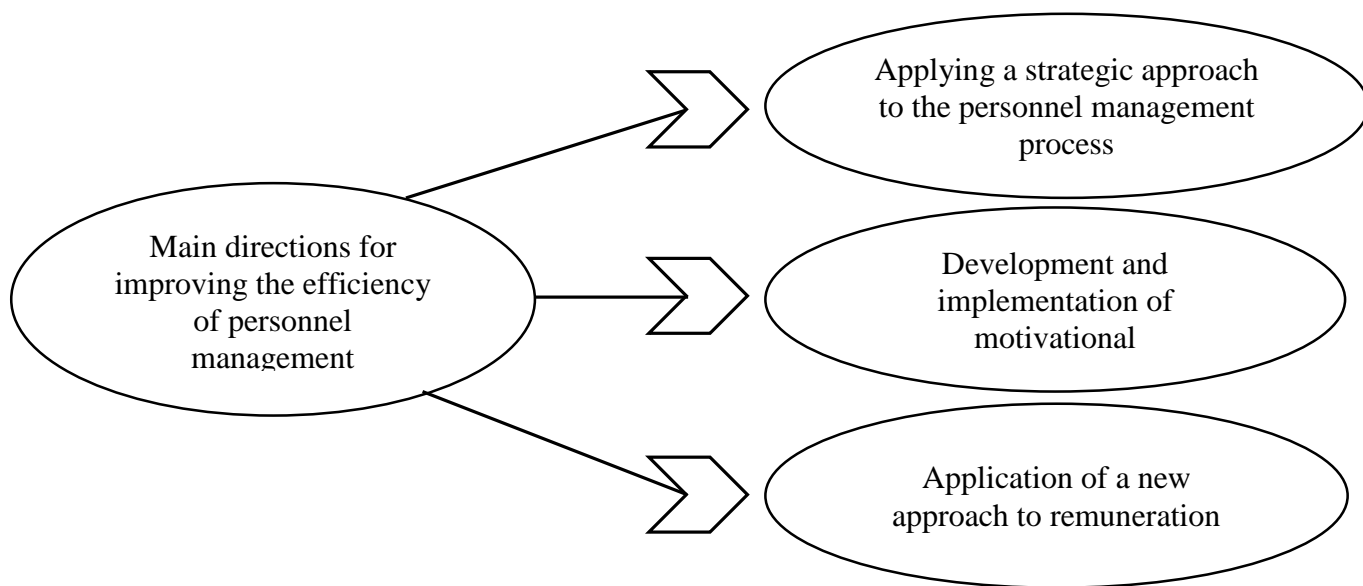 Main directions for
improving the efficiency
of personnel
management
Applying a strategic approach
to the personnel management
process
Development and
implementation of
motivational
Application of a new
approach to remuneration